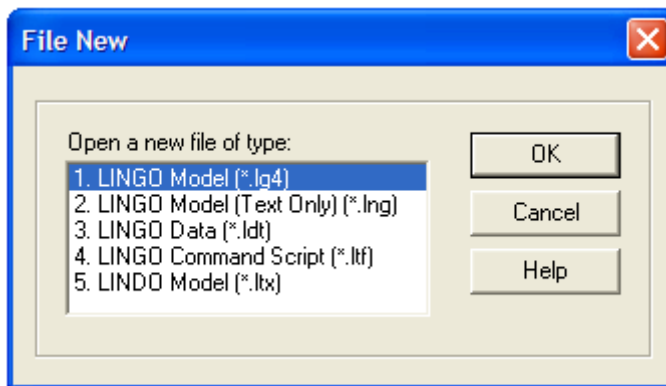 File New
Open a new file of type:
1. LINGO Model (*.lg4)
2. LINGO Model (Text Only) (*.lng)
3. LINGO Data (*.ldt)
4. LINGO Command Script (*.ltf)
5. LINDO Model (*.ltx)
OK
Cancel
Help